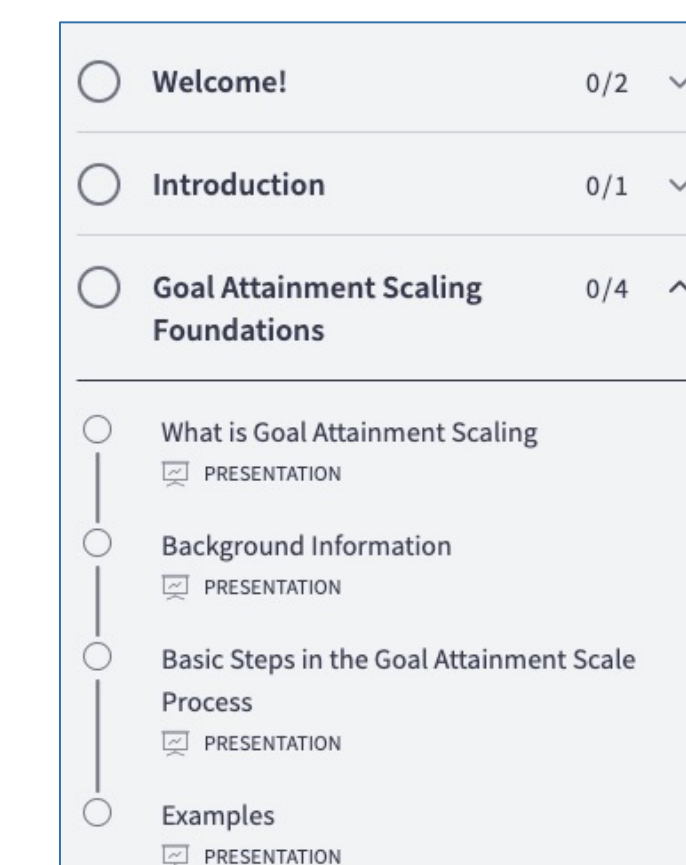 Welcome! 0/2
Introduction 0/1
Goal Attainment Scaling 0/4
Foundations
What is Goal Attainment Scaling
PRESENTATION
Background Information
PRESENTATION
Basic Steps in the Goal Attainment Scale
Process
PRESENTATION
Examples
PRESENTATION